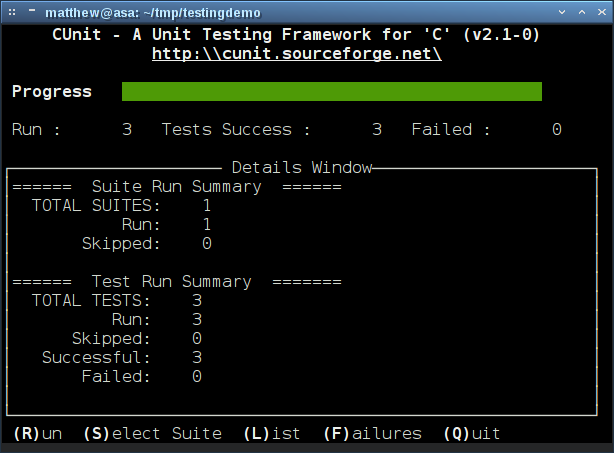 matthew@asa: ~/tmp/testingdemo
CUnit - A Unit Testing Framework for 'C' (v2.1-0)
http:\\cunit.sourceforge.net\
Progress
Run : 3 Tests Success : 3 Failed : 0
Details Window
====== Suite Run Summary ======
TOTAL SUITES: 1
Run: 1
Skipped: 0
====== Test Run Summary =======
TOTAL TESTS: 3
Run: 3
Skipped: 0
Successful: 3
Failed: 0
(R)un (S)elect Suite (L)ist (F)ailures (Q)uit